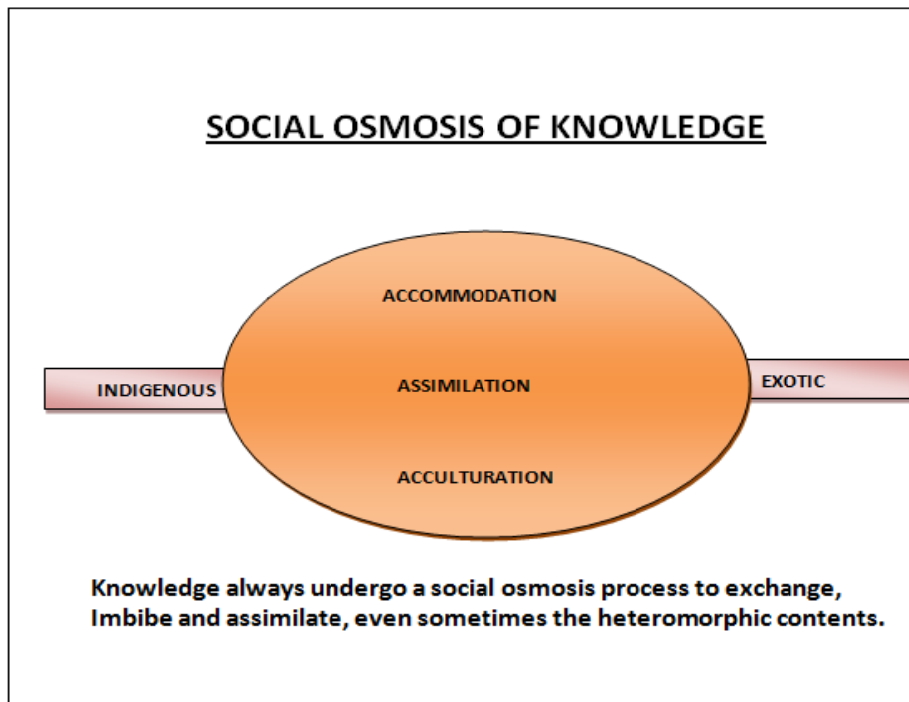 SOCIAL OSMOSIS OF KNOWLEDGE
ACCOMMODATION
INDIGENOUS
ASSIMILATION
EXOTIC
ACCULTURATION
Knowledge always undergo a social osmosis process to exchange,
Imbibe and assimilate, even sometimes the heteromorphic contents.